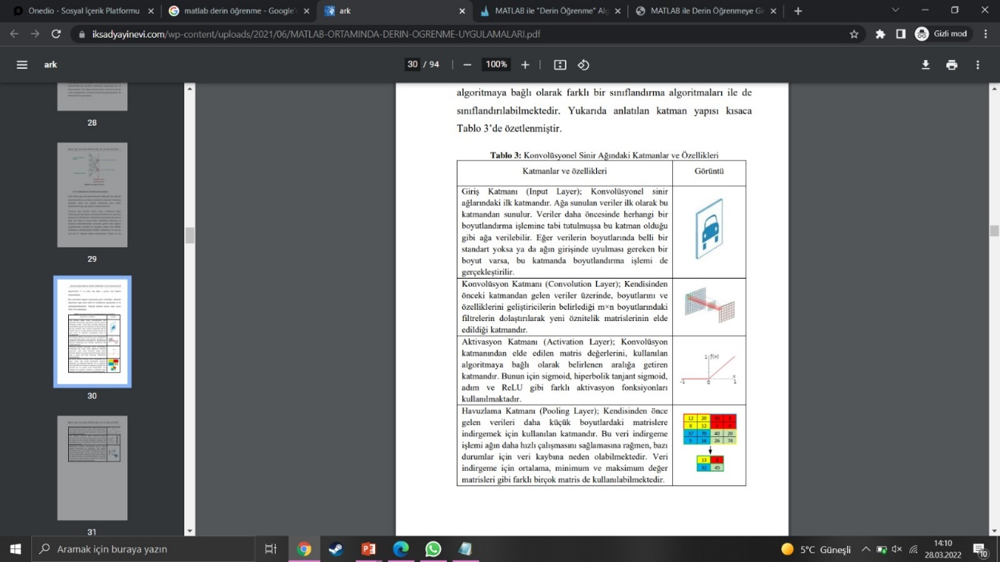 Onedio - Sosyal İçerik Platformu
matlab derin öğrenme - Google'
ark
MATLAB ile "Derin Öğrenme" Alg
MATLAB ile Derin Öğrenmeye Gi
iksadyayinevi.com/wp-content/uploads/2021/06/MATLAB-ORTAMINDA-DERIN-OGRENME-UYGULAMALARI.pdf
Gizli mod
ark
30 / 94
100%
28
29
30
31
algoritmaya bağlı olarak farklı bir sınıflandırma algoritmaları ile de
sınıflandırılabilmektedir. Yukarıda anlatılan katman yapısı kısaca
Tablo 3'de özetlenmiştir.
Tablo 3: Konvolüsyonel Sinir Ağındaki Katmanlar ve Özellikleri
Katmanlar ve özellikleri
Görüntü
Giriş Katmanı (Input Layer); Konvolüsyonel sinir
ağlarındaki ilk katmandır. Ağa sunulan veriler ilk olarak bu
katmandan sunulur. Veriler daha öncesinde herhangi bir
boyutlandırma işlemine tabi tutulmuşsa bu katman olduğu
gibi ağa verilebilir. Eğer verilerin boyutlarında belli bir
standart yoksa ya da ağın girişinde uyulması gereken bir
boyut varsa, bu katmanda boyutlandırma işlemi de
gerçekleştirilir.
Konvolüsyon Katmanı (Convolution Layer); Kendisinden
önceki katmandan gelen veriler üzerinde, boyutlarını ve
özelliklerini geliştiricilerin belirlediği m×n boyutlarındaki
filtrelerin dolaştırılarak yeni öznitelik matrislerinin elde
edildiği katmandır.
Aktivasyon Katmanı (Activation Layer); Konvolüsyon
katmanından elde edilen matris değerlerini, kullanılan
algoritmaya bağlı olarak belirlenen aralığa getiren
katmandır. Bunun için sigmoid, hiperbolik tanjant sigmoid,
adım ve ReLU gibi farklı aktivasyon fonksiyonları
kullanılmaktadır.
1 f(x)
x
-1 0 1
Havuzlama Katmanı (Pooling Layer); Kendisinden önce
gelen verileri daha küçük boyutlardaki matrislere
indirgemek için kullanılan katmandır. Bu veri indirgeme
işlemi ağın daha hızlı çalışmasını sağlamasına rağmen, bazı
durumlar için veri kaybına neden olabilmektedir. Veri
indirgeme için ortalama, minimum ve maksimum değer
matrisleri gibi farklı birçok matris de kullanılabilmektedir.
12 20
8 12
40 20
26 74
13
45
Aramak için buraya yazın
5°C Güneşli
14:10
28.03.2022
10